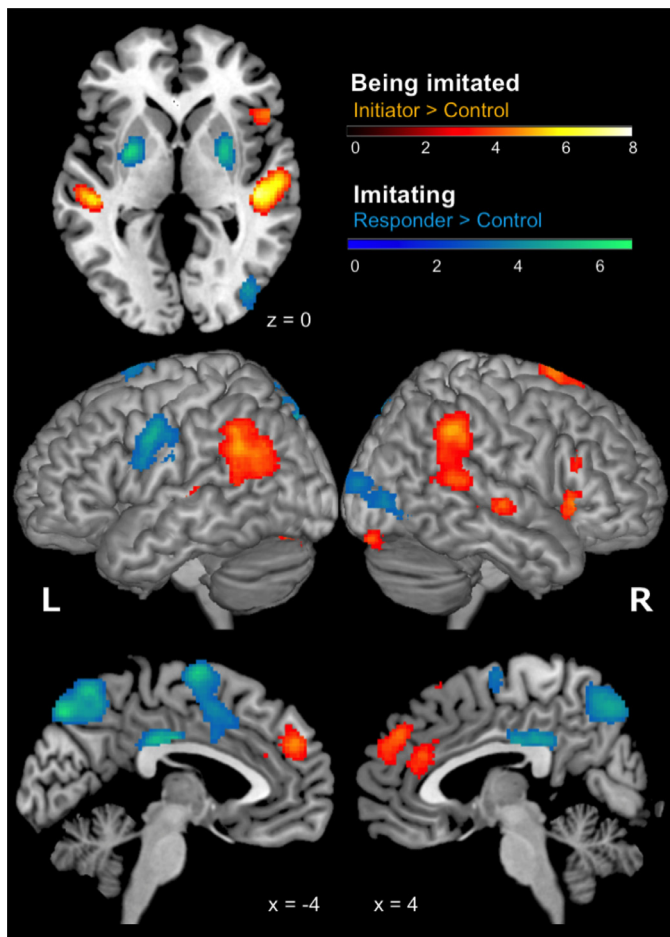 Being imitated
Initiator > Control
0 2 4 6 8
Imitating
Responder > Control
0 2 4 6
z = 0
L R
x = -4 x = 4